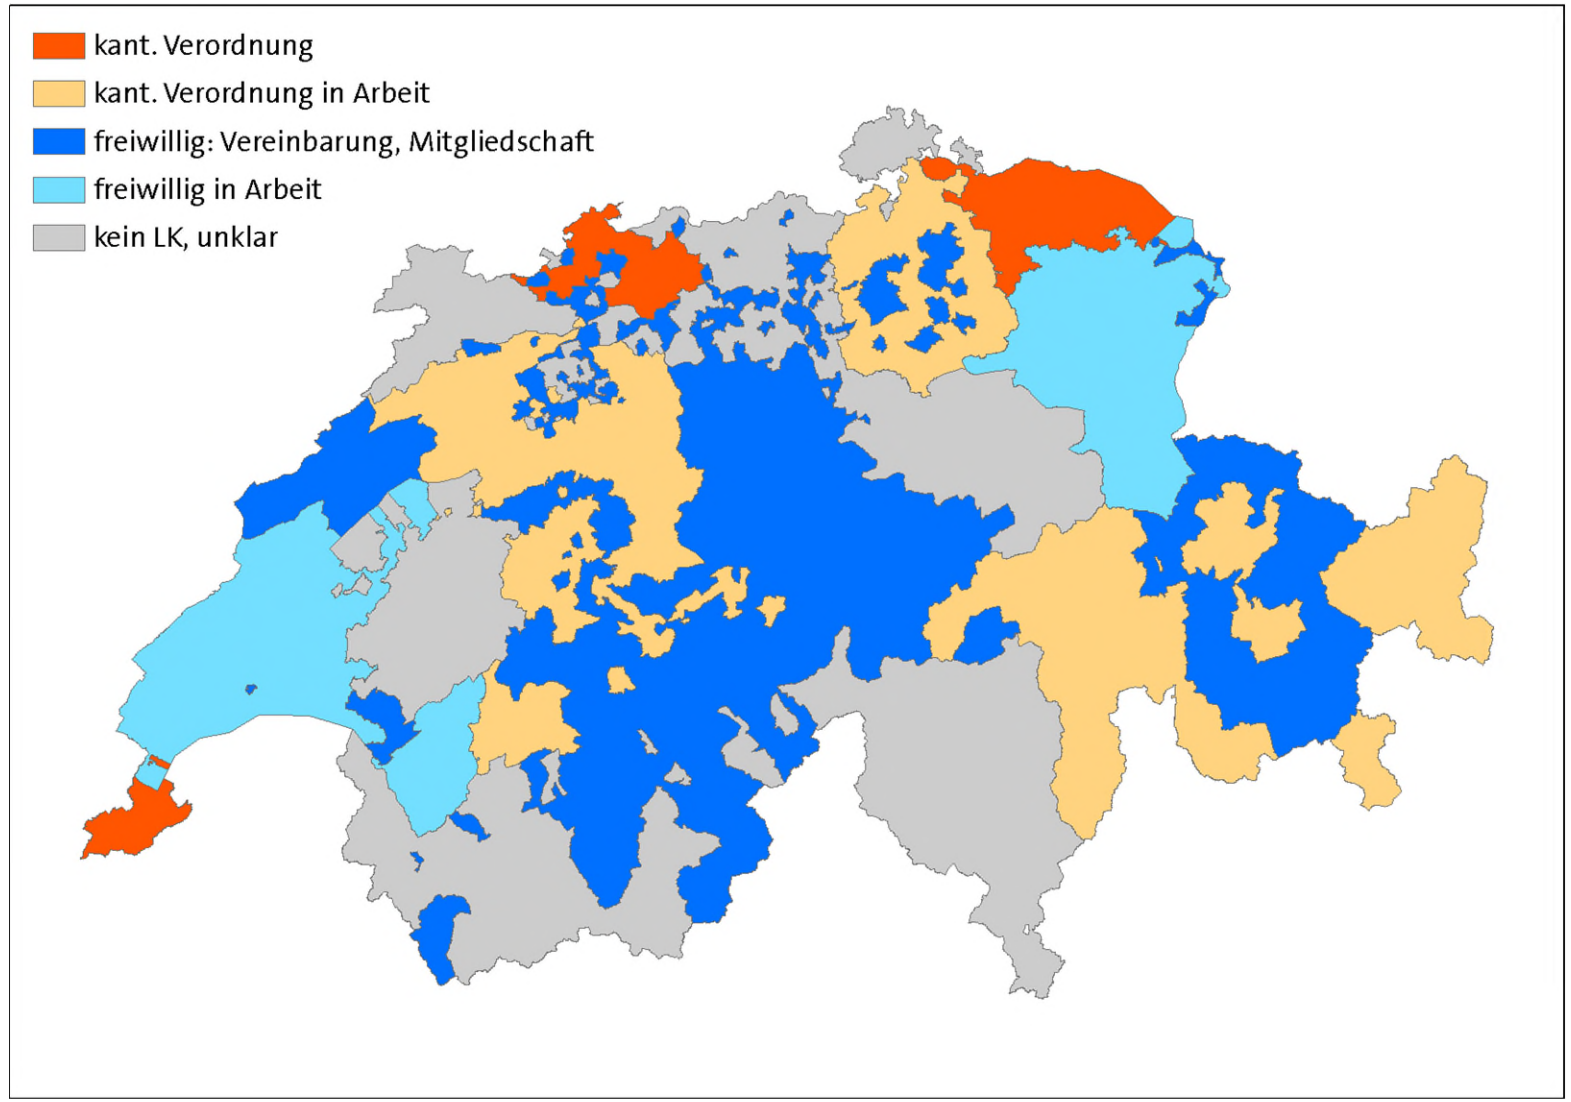 kant. Verordnung
kant. Verordnung in Arbeit
freiwillig: Vereinbarung, Mitgliedschaft
freiwillig in Arbeit
kein LK, unklar